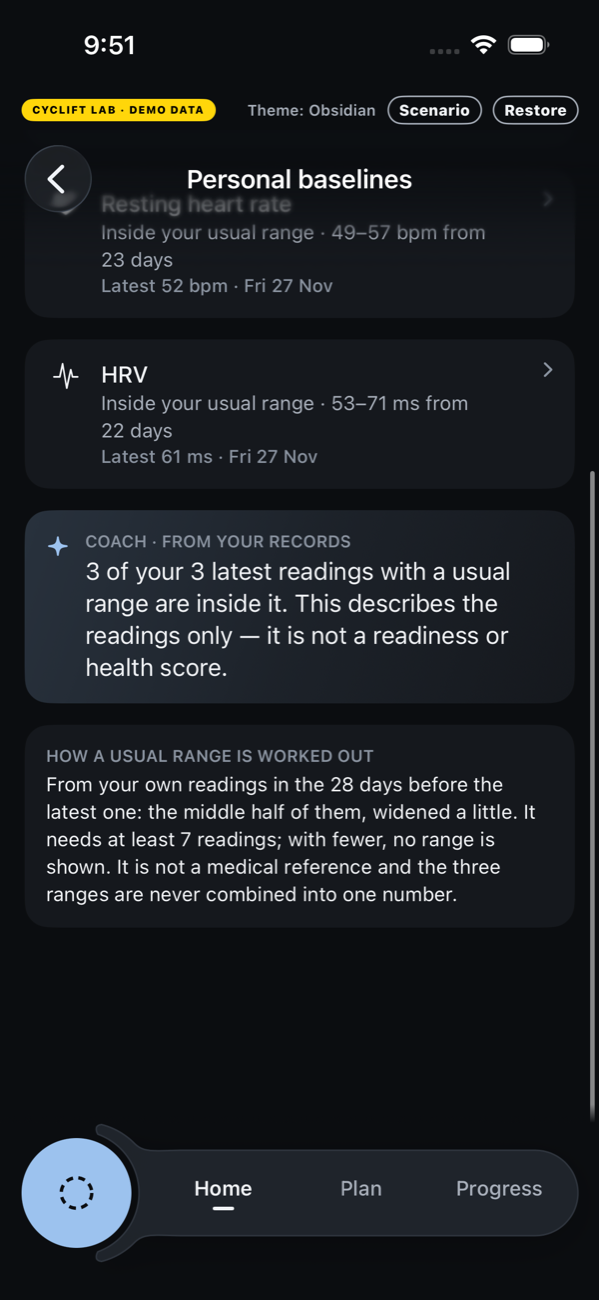 9:51
CYCLIFT LAB · DEMO DATA
Theme: Obsidian
Scenario
Restore
Personal baselines
Resting heart rate
Inside your usual range · 49–57 bpm from
23 days
Latest 52 bpm · Fri 27 Nov
HRV
Inside your usual range · 53–71 ms from
22 days
Latest 61 ms · Fri 27 Nov
COACH · FROM YOUR RECORDS
3 of your 3 latest readings with a usual
range are inside it. This describes the
readings only — it is not a readiness or
health score.
HOW A USUAL RANGE IS WORKED OUT
From your own readings in the 28 days before the
latest one: the middle half of them, widened a little. It
needs at least 7 readings; with fewer, no range is
shown. It is not a medical reference and the three
ranges are never combined into one number.
Home
Plan
Progress